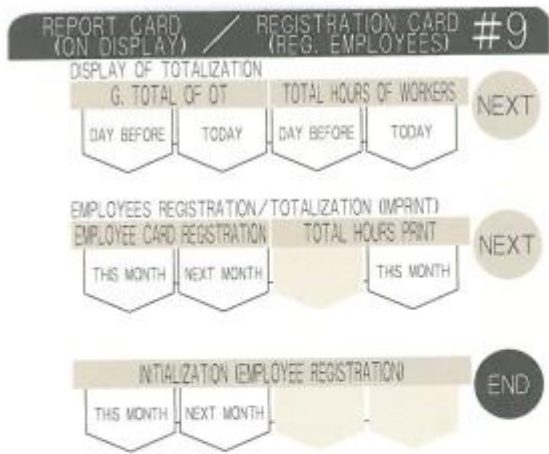 REPORT CARD (ON DISPLAY) / REGISTRATION CARD (REG. EMPLOYEES) #9
DISPLAY OF TOTALIZATION
G. TOTAL OF OT TOTAL HOURS OF WORKERS
NEXT
DAY BEFORE TODAY DAY BEFORE TODAY
EMPLOYEES REGISTRATION/TOTALIZATION (IMPRINT)
EMPLOYEE CARD REGISTRATION TOTAL HOURS PRINT
NEXT
THIS MONTH NEXT MONTH THIS MONTH
INITIALIZATION (EMPLOYEE REGISTRATION)
END
THIS MONTH NEXT MONTH